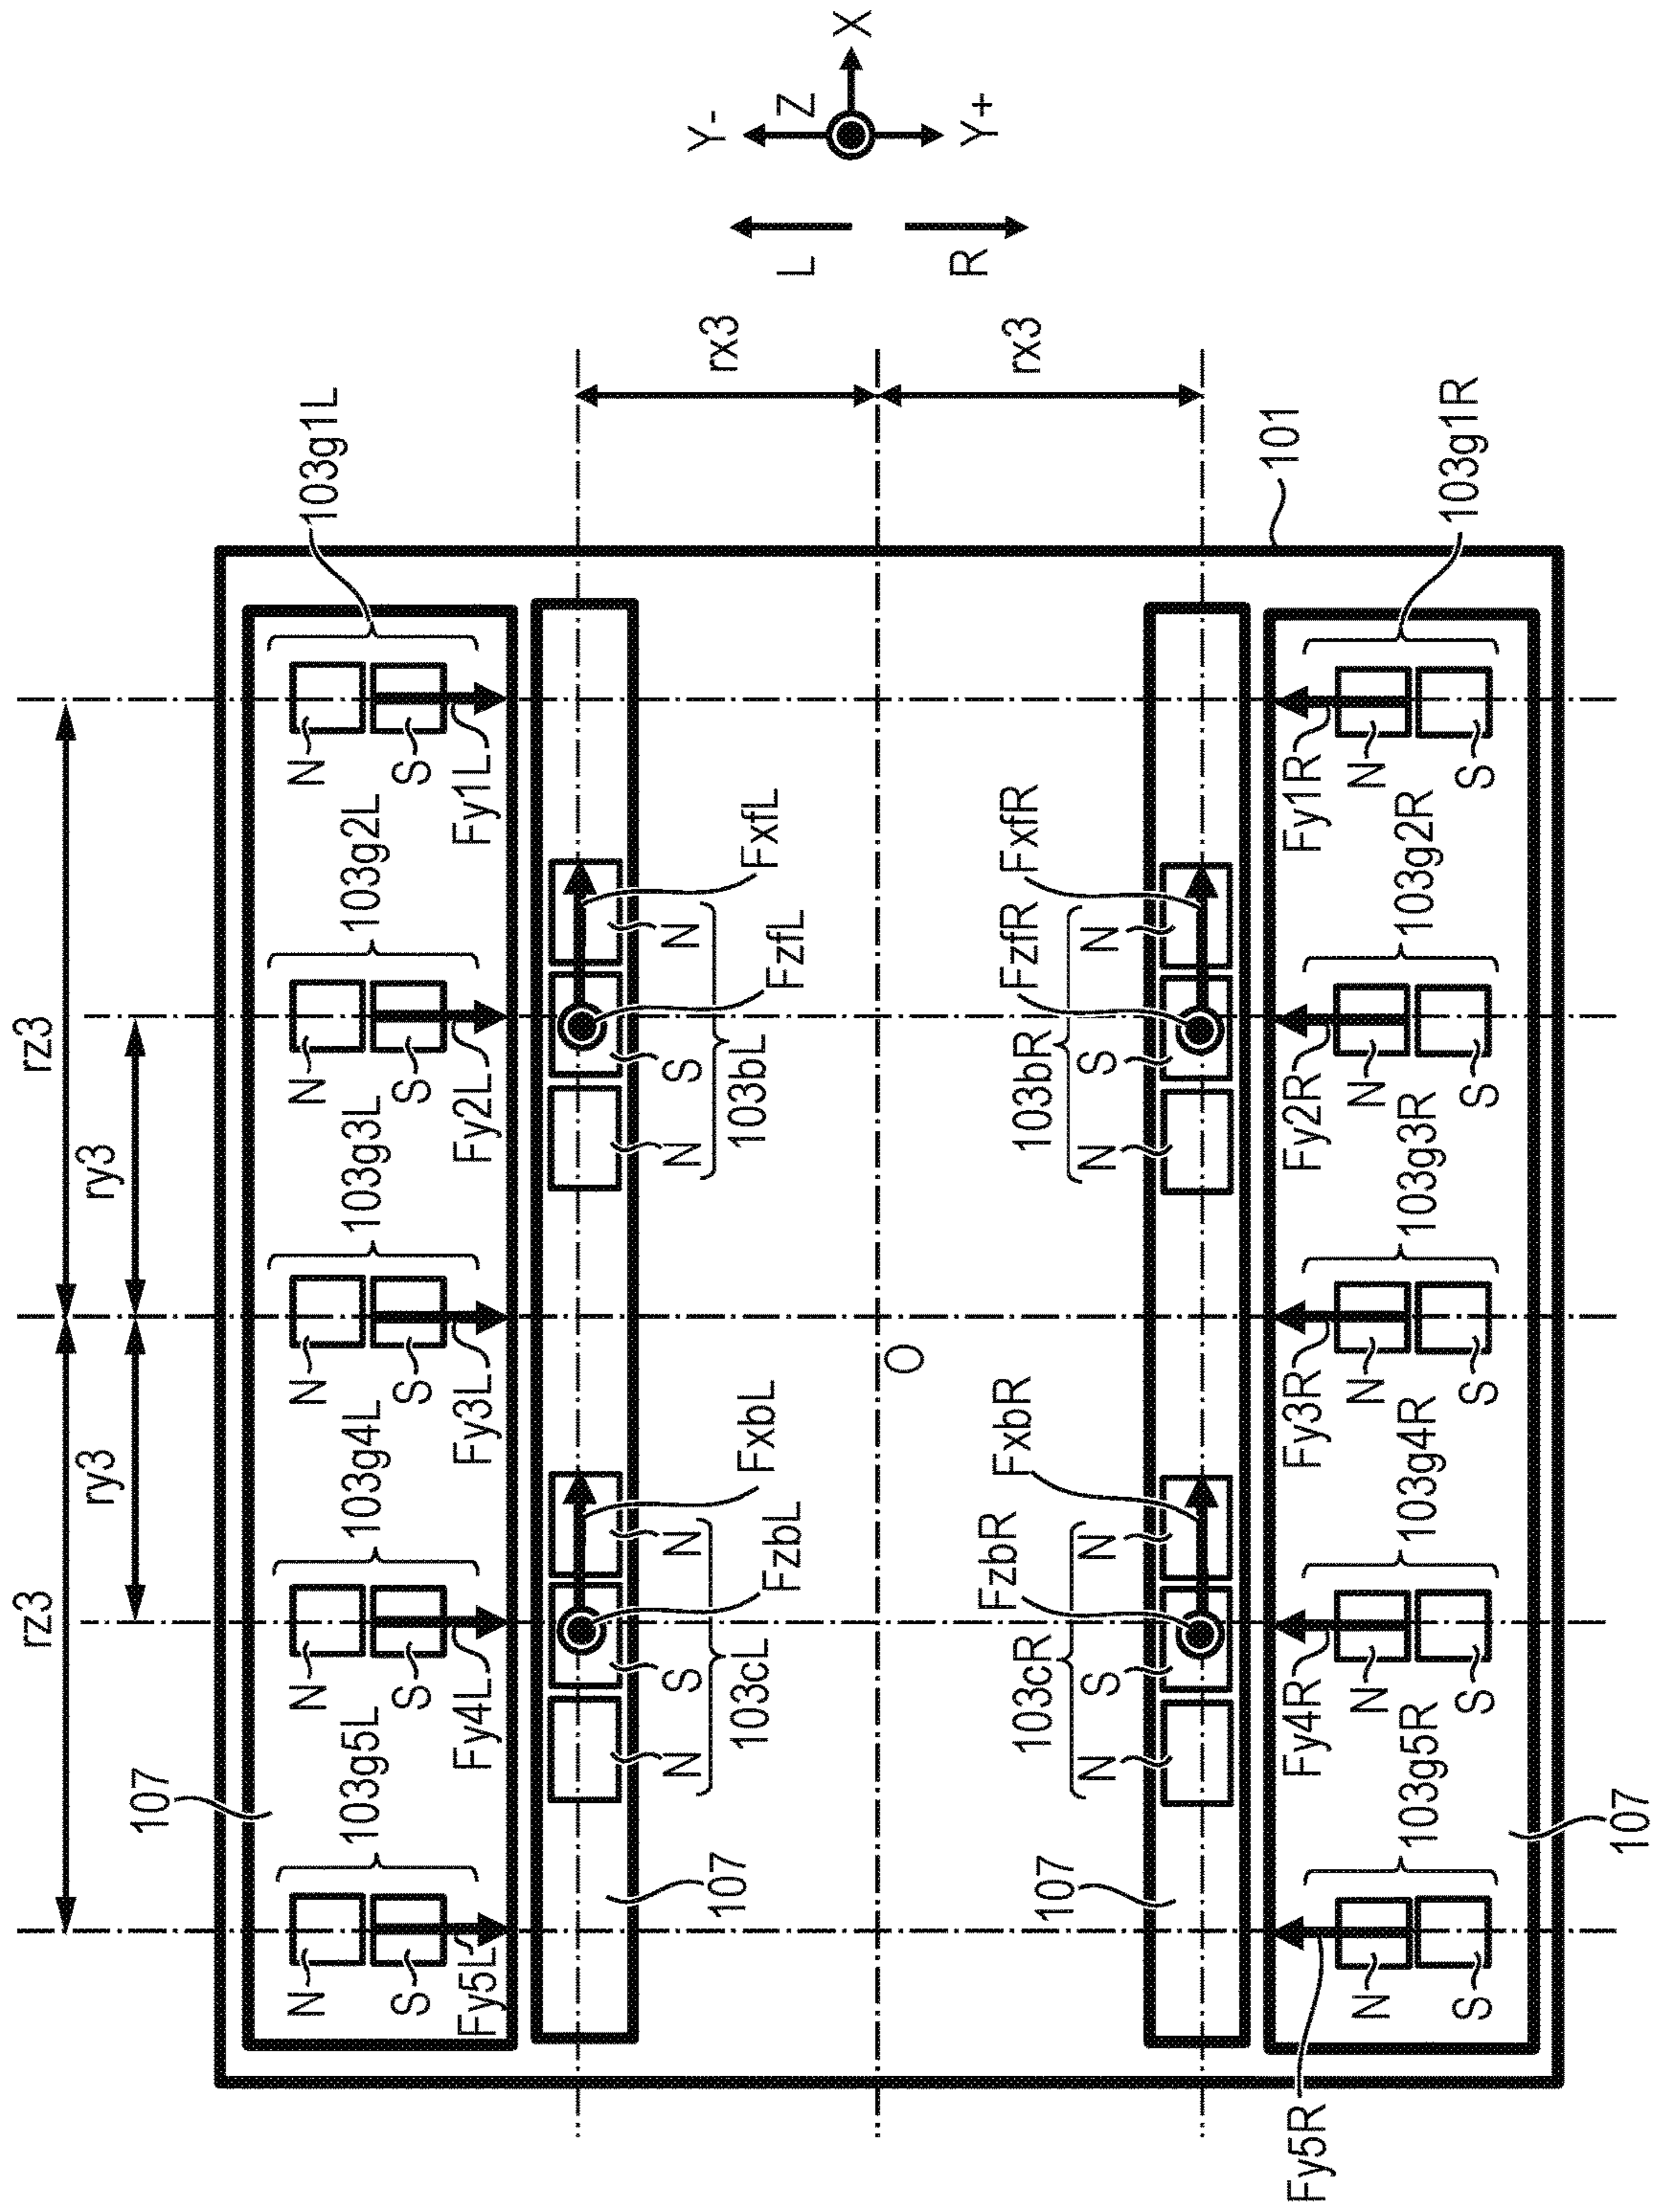 rz3
rz3
ry3
ry3
107
103g5L
103g4L
103g3L
103g2L
103g1L
N
N
N
N
N
S
S
S
S
S
Fy5L
Fy4L
Fy3L
Fy2L
Fy1L
FzbL
FxbL
FzfL
FxfL
N
S
N
N
S
N
107
103cL
103bL
rx3
rx3
O
L
R
Y-
Z
X
Y+
107
103cR
103bR
N
S
N
N
S
N
FzbR
FxbR
FzfR
FxfR
101
Fy5R
Fy4R
Fy3R
Fy2R
Fy1R
N
N
N
N
N
S
S
S
S
S
103g5R
103g4R
103g3R
103g2R
103g1R
107